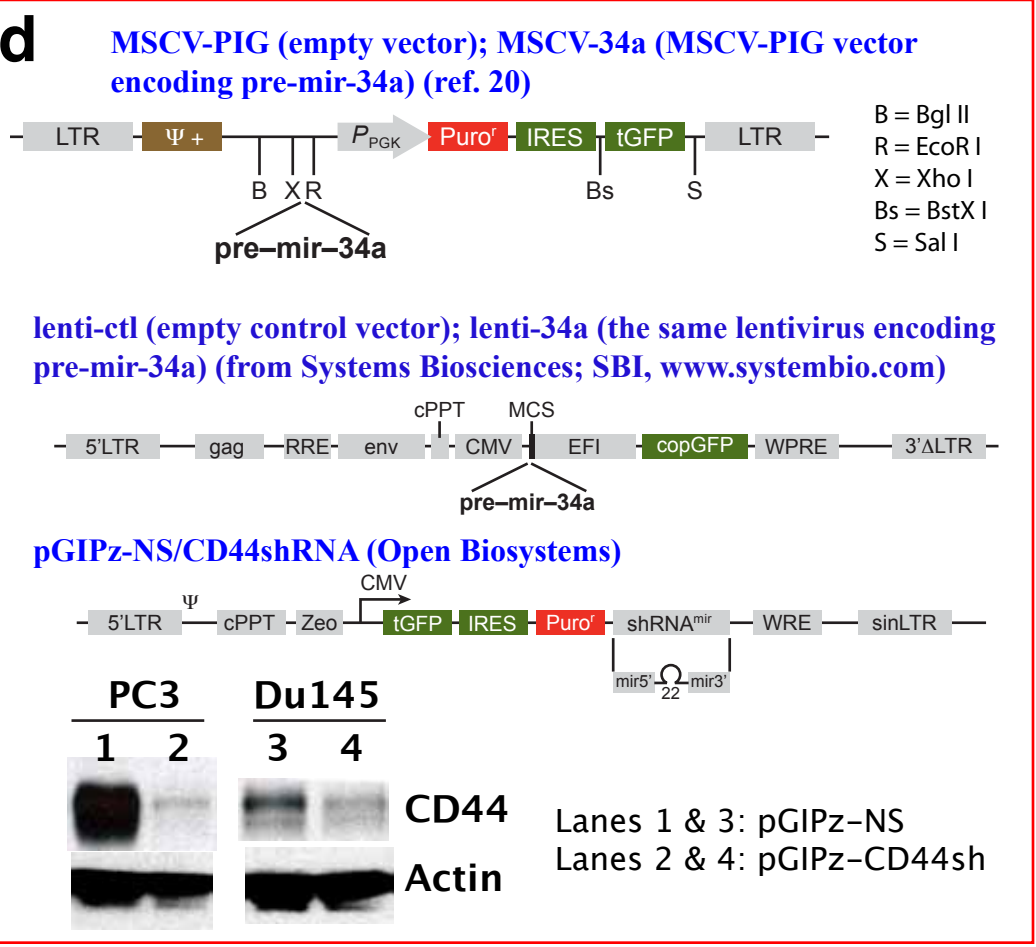 d
MSCV-PIG (empty vector); MSCV-34a (MSCV-PIG vector
encoding pre-mir-34a) (ref. 20)
LTR Ψ + P PGK Puroʳ IRES tGFP LTR
B X R Bs S
pre–mir–34a
B = Bgl II
R = EcoR I
X = Xho I
Bs = BstX I
S = Sal I
lenti-ctl (empty control vector); lenti-34a (the same lentivirus encoding
pre-mir-34a) (from Systems Biosciences; SBI, www.systembio.com)
cPPT MCS
5'LTR gag RRE env CMV EFI copGFP WPRE 3'ΔLTR
pre–mir–34a
pGIPz-NS/CD44shRNA (Open Biosystems)
Ψ CMV
5'LTR cPPT Zeo tGFP IRES Puroʳ shRNAᵐⁱʳ WRE sinLTR
mir5' 22 mir3'
PC3 Du145
1 2 3 4
CD44
Actin
Lanes 1 & 3: pGIPz–NS
Lanes 2 & 4: pGIPz–CD44sh